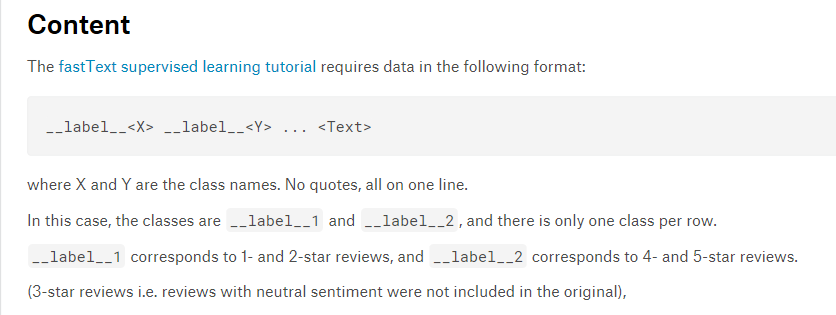 Content
The fastText supervised learning tutorial requires data in the following format:
__label__<X> __label__<Y> ... <Text>
where X and Y are the class names. No quotes, all on one line.
In this case, the classes are __label__1 and __label__2, and there is only one class per row.
__label__1 corresponds to 1- and 2-star reviews, and __label__2 corresponds to 4- and 5-star reviews.
(3-star reviews i.e. reviews with neutral sentiment were not included in the original),